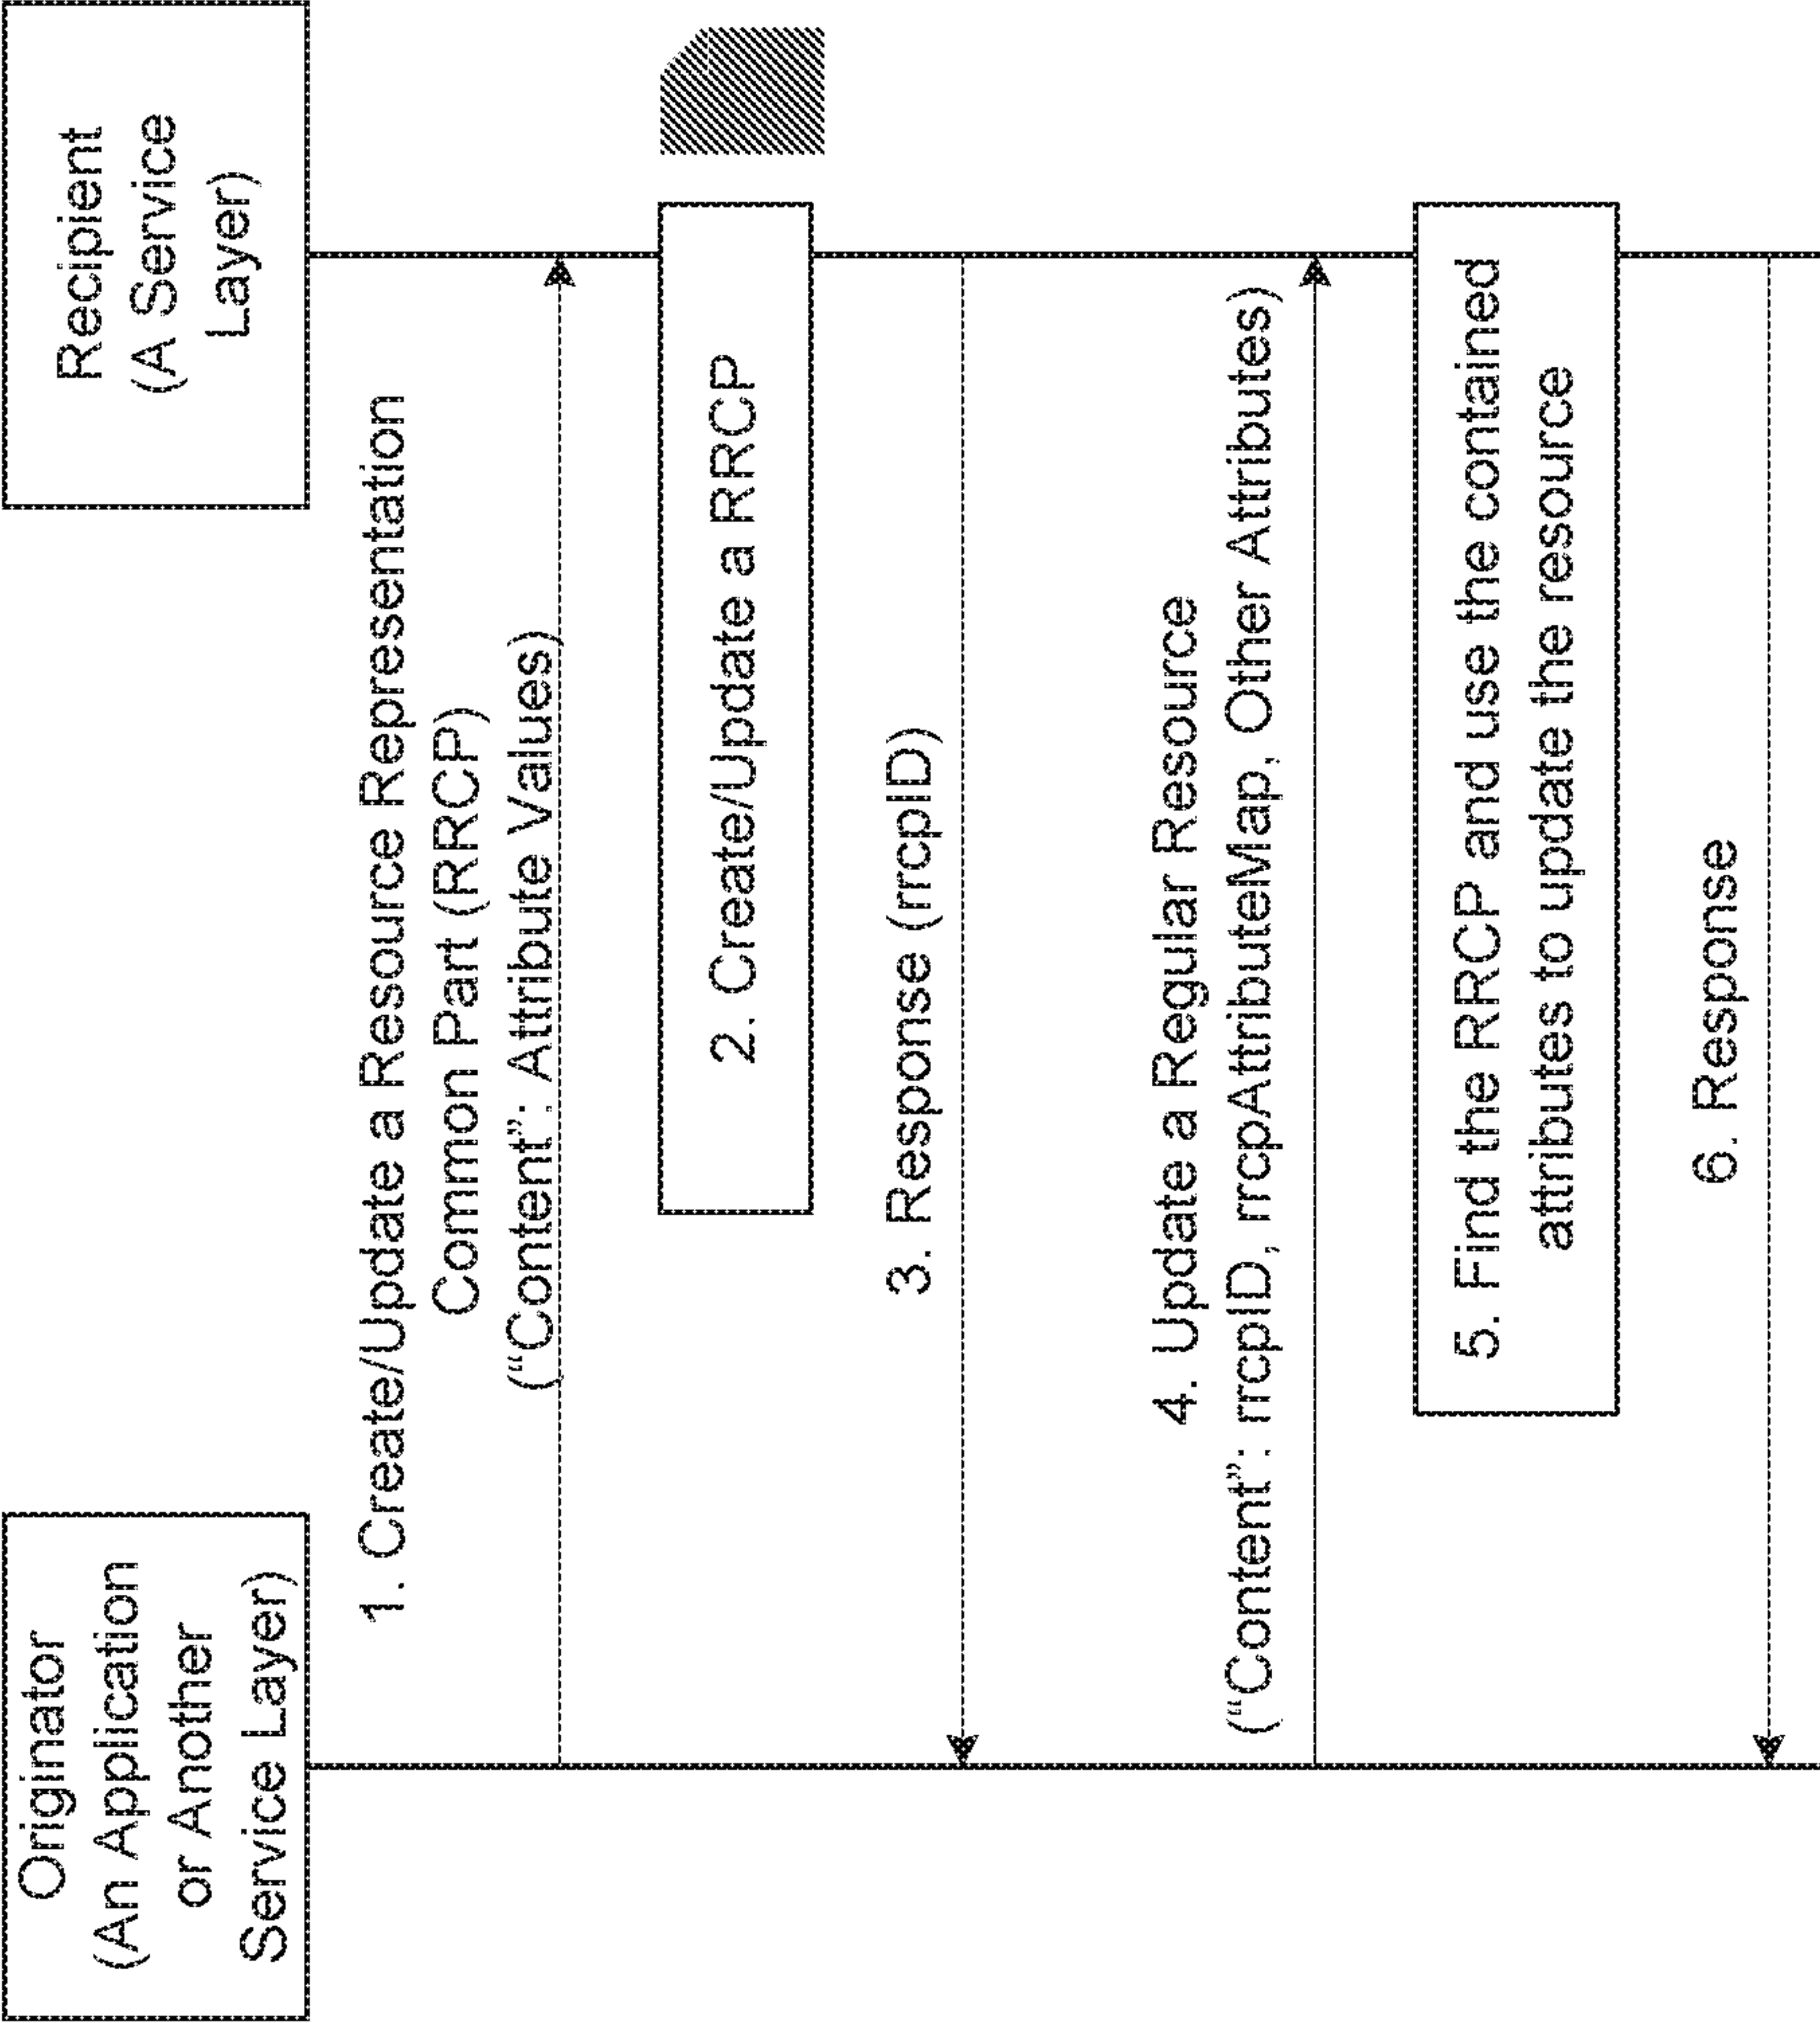 Originator
(An Application
or Another
Service Layer)
Recipient
(A Service
Layer)
1. Create/Update a Resource Representation
Common Part (RRCP)
(“Content”: Attribute Values)
2. Create/Update a RRCP
3. Response (rrcpID)
4. Update a Regular Resource
(“Content”: rrcpID, rrcpAttributeMap, Other Attributes)
5. Find the RRCP and use the contained
attributes to update the resource
6. Response